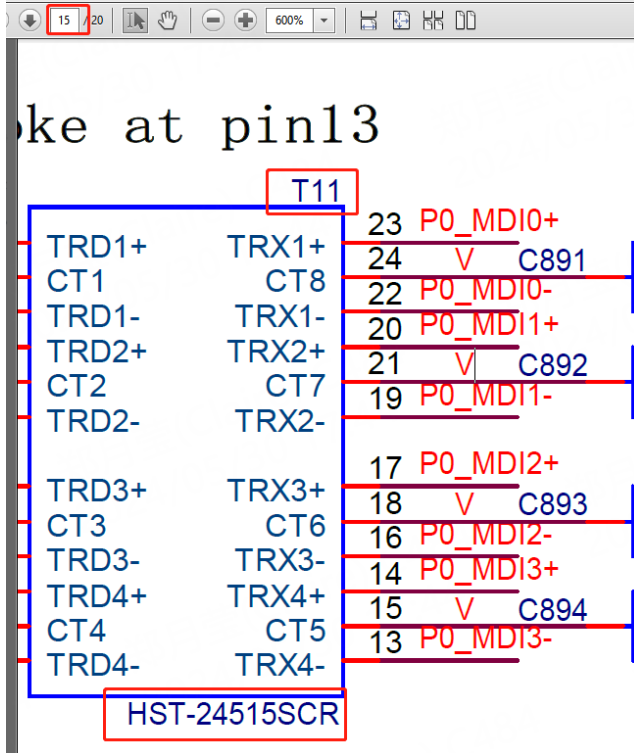 15 / 20 600%
oke at pin13
T11
TRD1+ TRX1+ 23 P0_MDI0+
CT1 CT8 24 V C891
TRD1- TRX1- 22 P0_MDI0-
TRD2+ TRX2+ 20 P0_MDI1+
CT2 CT7 21 V C892
TRD2- TRX2- 19 P0_MDI1-
TRD3+ TRX3+ 17 P0_MDI2+
CT3 CT6 18 V C893
TRD3- TRX3- 16 P0_MDI2-
TRD4+ TRX4+ 14 P0_MDI3+
CT4 CT5 15 V C894
TRD4- TRX4- 13 P0_MDI3-
HST-24515SCR